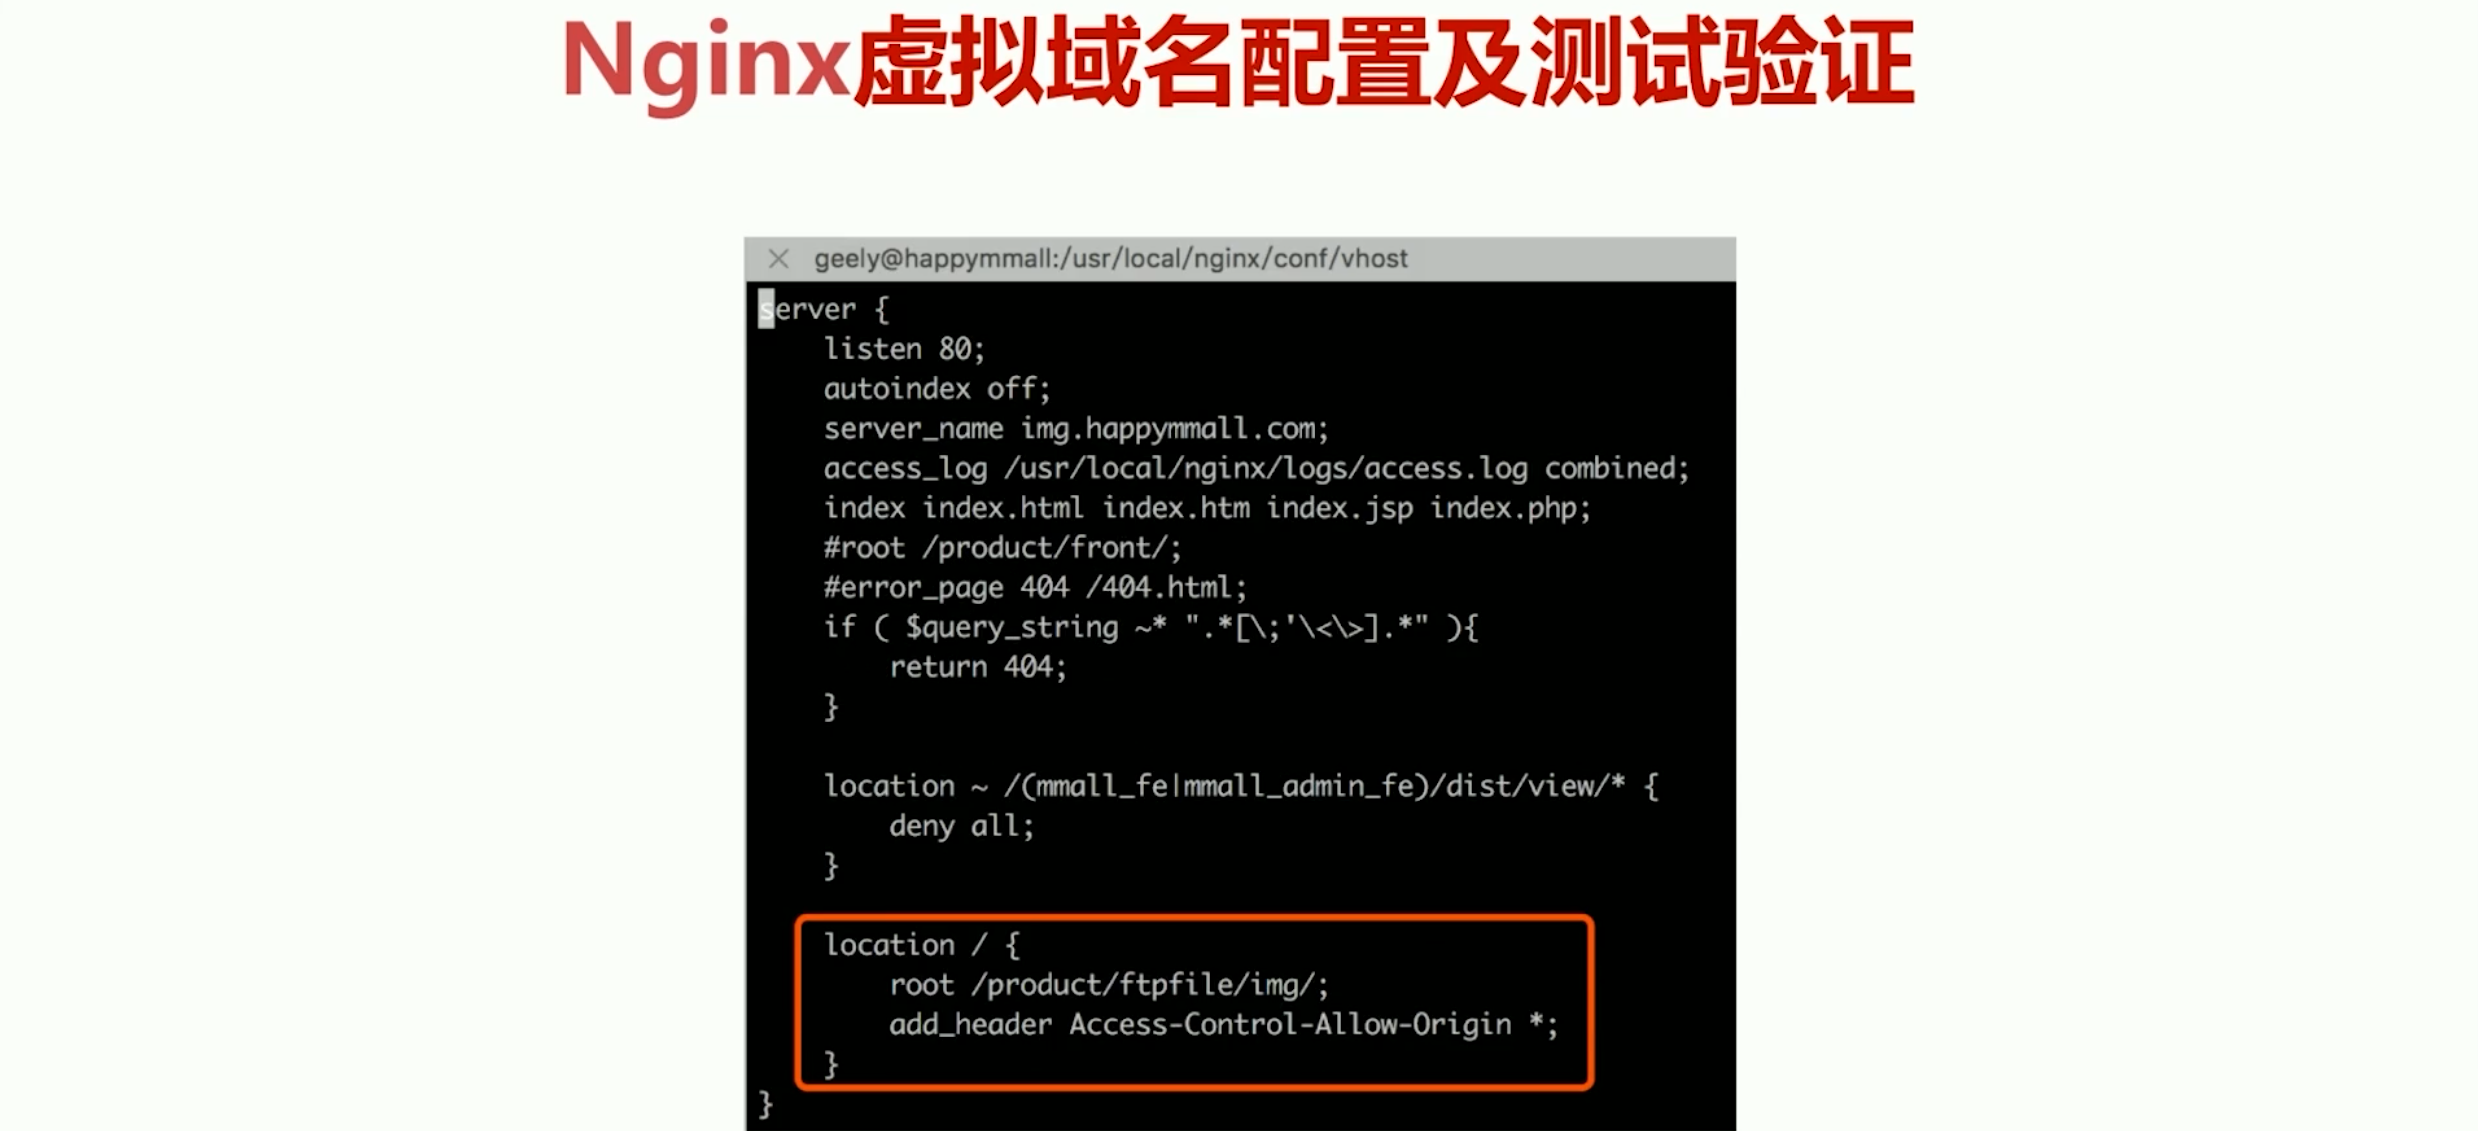 Nginx虚拟域名配置及测试验证
geely@happymmall:/usr/local/nginx/conf/vhost
server {
    listen 80;
    autoindex off;
    server_name img.happymmall.com;
    access_log /usr/local/nginx/logs/access.log combined;
    index index.html index.htm index.jsp index.php;
    #root /product/front/;
    #error_page 404 /404.html;
    if ( $query_string ~* ".*[\;'\<\>].*" ){
        return 404;
    }
    location ~ /(mmall_fe|mmall_admin_fe)/dist/view/* {
        deny all;
    }
    location / {
        root /product/ftpfile/img/;
        add_header Access-Control-Allow-Origin *;
    }
}